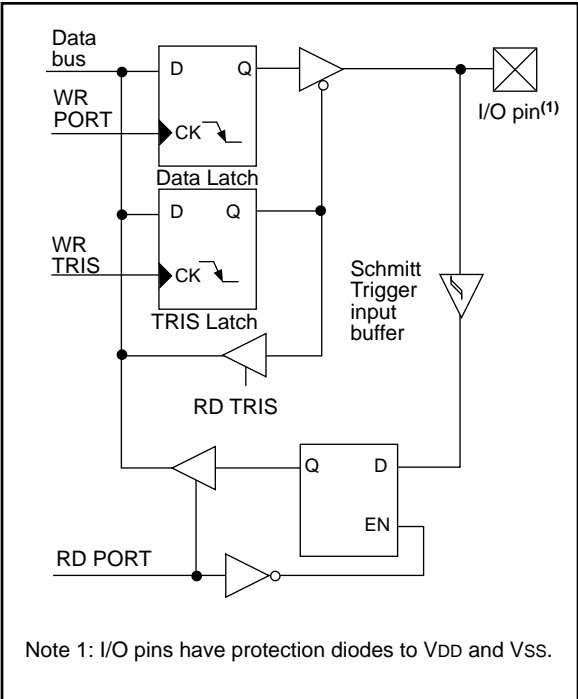 Data
bus
D
Q
I/O pin(1)
WR
PORT
CK
Data Latch
D
Q
WR
TRIS
CK
TRIS Latch
Schmitt
Trigger
input
buffer
RD TRIS
Q
D
EN
RD PORT
Note 1: I/O pins have protection diodes to VDD and VSS.